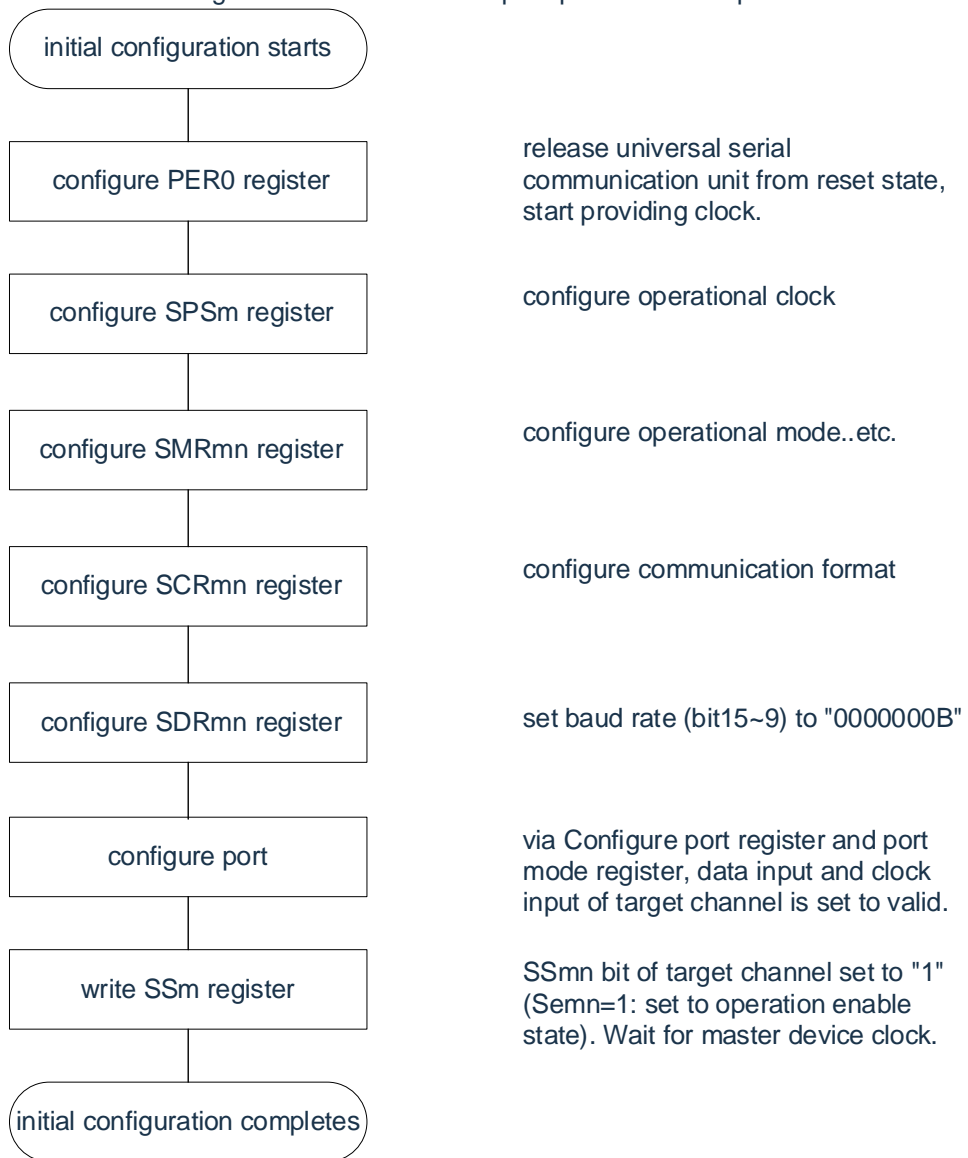 initial configuration starts
configure PER0 register
release universal serial
communication unit from reset state,
start providing clock.
configure SPSm register
configure operational clock
configure SMRmn register
configure operational mode..etc.
configure SCRmn register
configure communication format
configure SDRmn register
set baud rate (bit15~9) to "0000000B"
configure port
via Configure port register and port
mode register, data input and clock
input of target channel is set to valid.
write SSm register
SSmn bit of target channel set to "1"
(Semn=1: set to operation enable
state). Wait for master device clock.
initial configuration completes